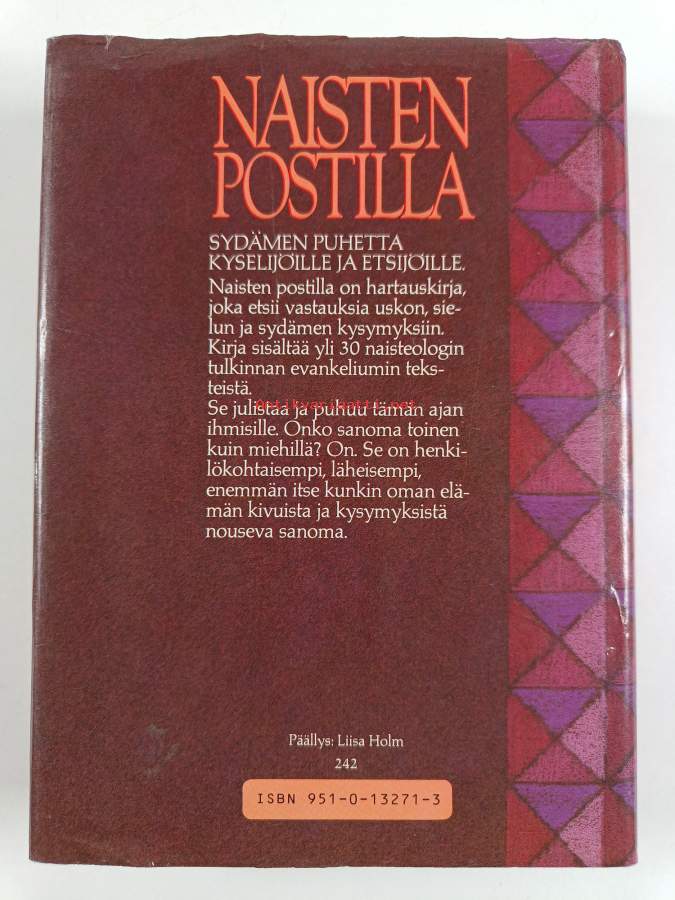 NAISTEN
POSTILLA
SYDÄMEN PUHETTA
KYSELIJÖILLE JA ETSIJÖILLE.
Naisten postilla on hartauskirja,
joka etsii vastauksia uskon, sie-
lun ja sydämen kysymyksiin.
Kirja sisältää yli 30 naisteologin
tulkinnan evankeliumin teks-
teistä.
Antikvariaatti.net
Se julistaa ja puhuu tämän ajan
ihmisille. Onko sanoma toinen
kuin miehillä? On. Se on henki-
lökohtaisempi, läheisempi,
enemmän itse kunkin oman elä-
män kivuista ja kysymyksistä
nouseva sanoma.
Päällys: Liisa Holm
242
ISBN 951-0-13271-3